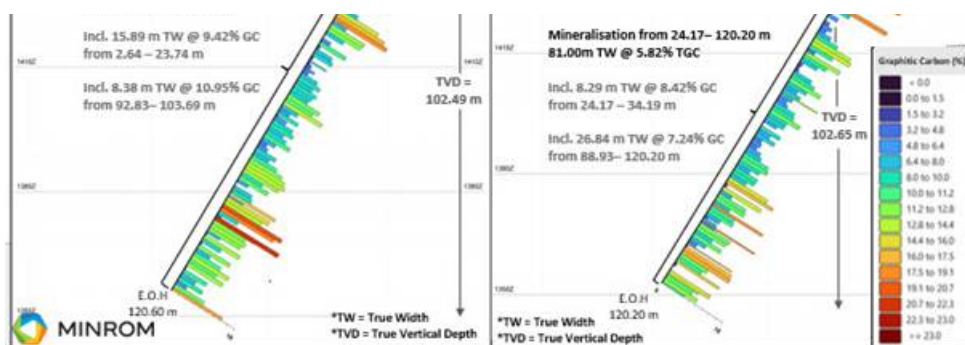 Incl. 15.89 m TW @ 9.42% GC
from 2.64 – 23.74 m
1410Z
Incl. 8.38 m TW @ 10.95% GC
from 92.83– 103.69 m
TVD =
102.49 m
E.O.H
120.60 m
MINROM
*TW = True Width
*TVD = True Vertical Depth
Mineralisation from 24.17– 120.20 m
81.00m TW @ 5.82% TGC
Incl. 8.29 m TW @ 8.42% GC
from 24.17 – 34.19 m
Incl. 26.84 m TW @ 7.24% GC
from 88.93– 120.20 m
TVD =
102.65 m
E.O.H
120.20 m
*TW = True Width
*TVD = True Vertical Depth
Graphitic Carbon (%)
< 0.0
0.0 to 1.5
1.5 to 3.2
3.2 to 4.8
4.8 to 6.4
6.4 to 8.0
8.0 to 10.0
10.0 to 11.2
11.2 to 12.8
12.8 to 14.4
14.4 to 16.0
16.0 to 17.5
17.5 to 19.1
19.1 to 20.7
20.7 to 22.3
22.3 to 23.0
>= 23.0